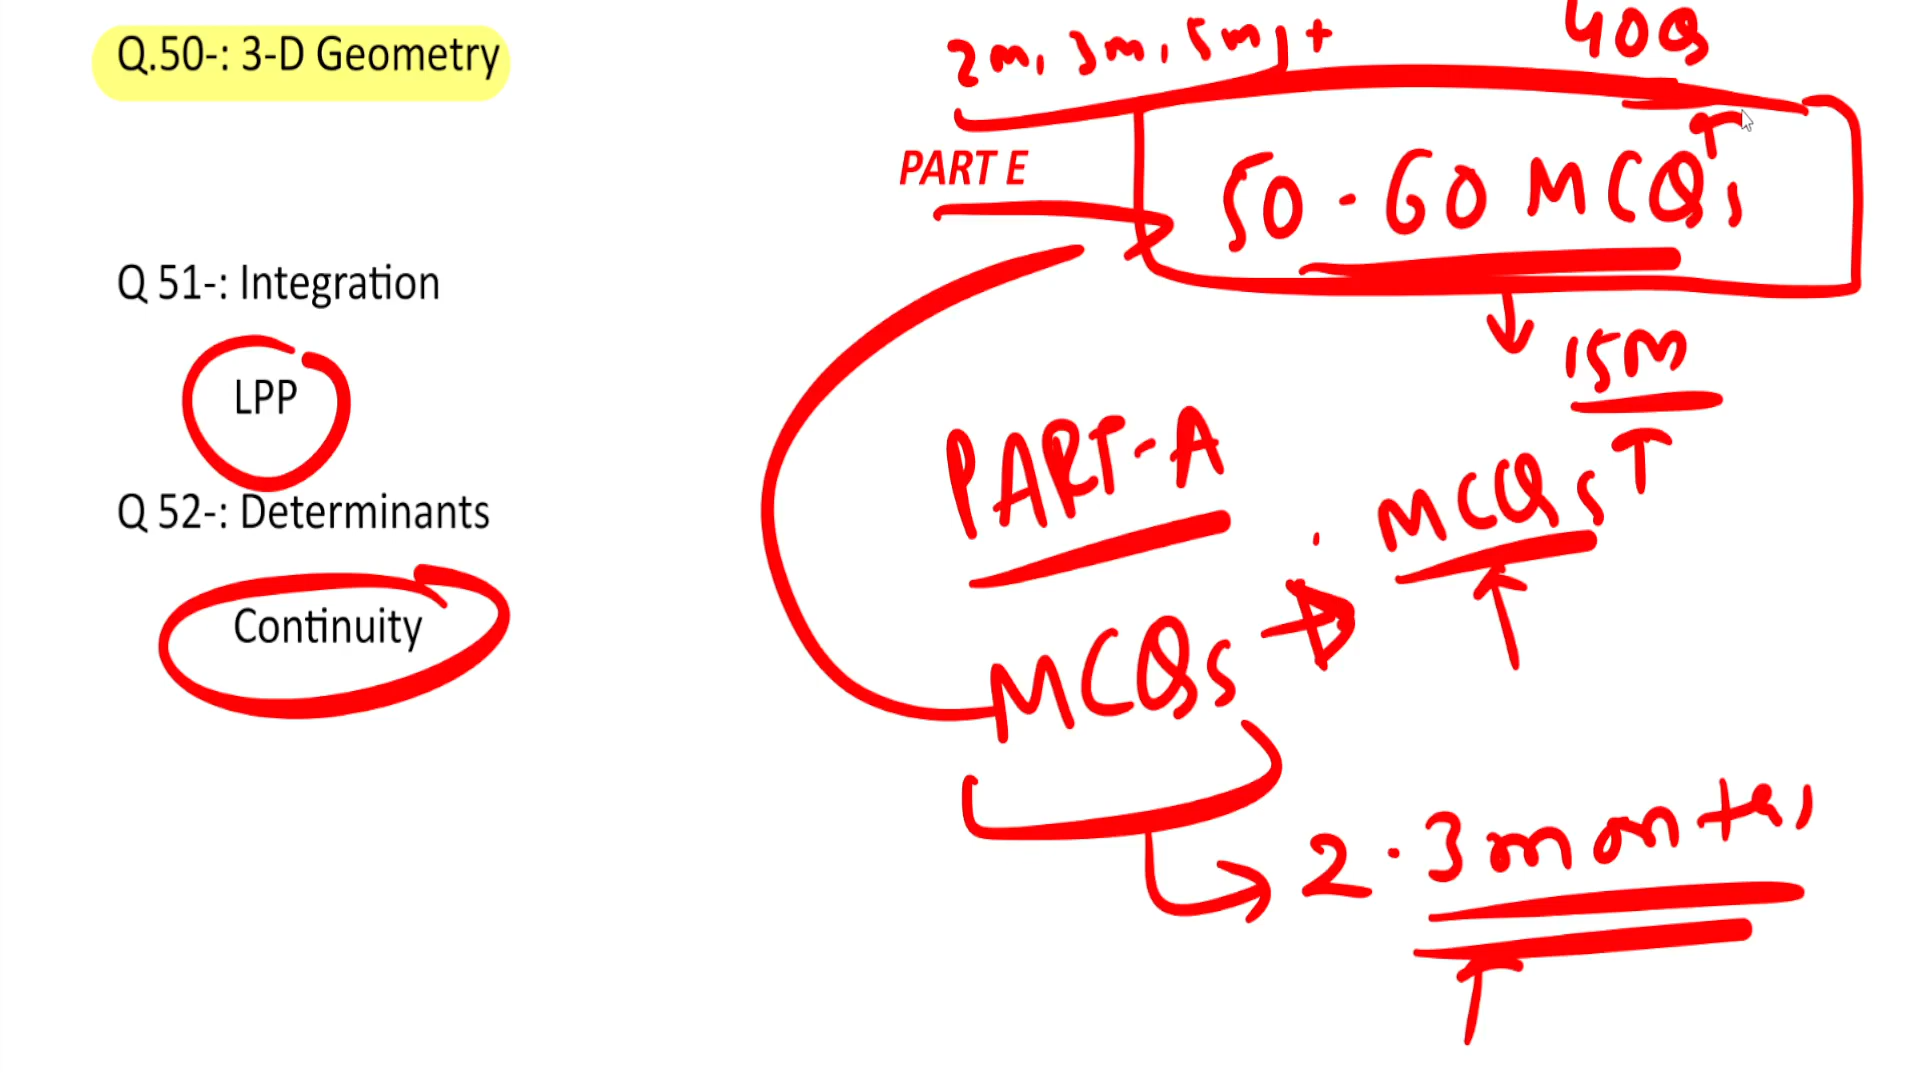 Q.50-: 3-D Geometry
2m, 3m, 5m, +
40Q
PART E
50-60 MCQs
Q 51-: Integration
15M
LPP
PART-A
MCQs
Q 52-: Determinants
Continuity
MCQs
2-3 months